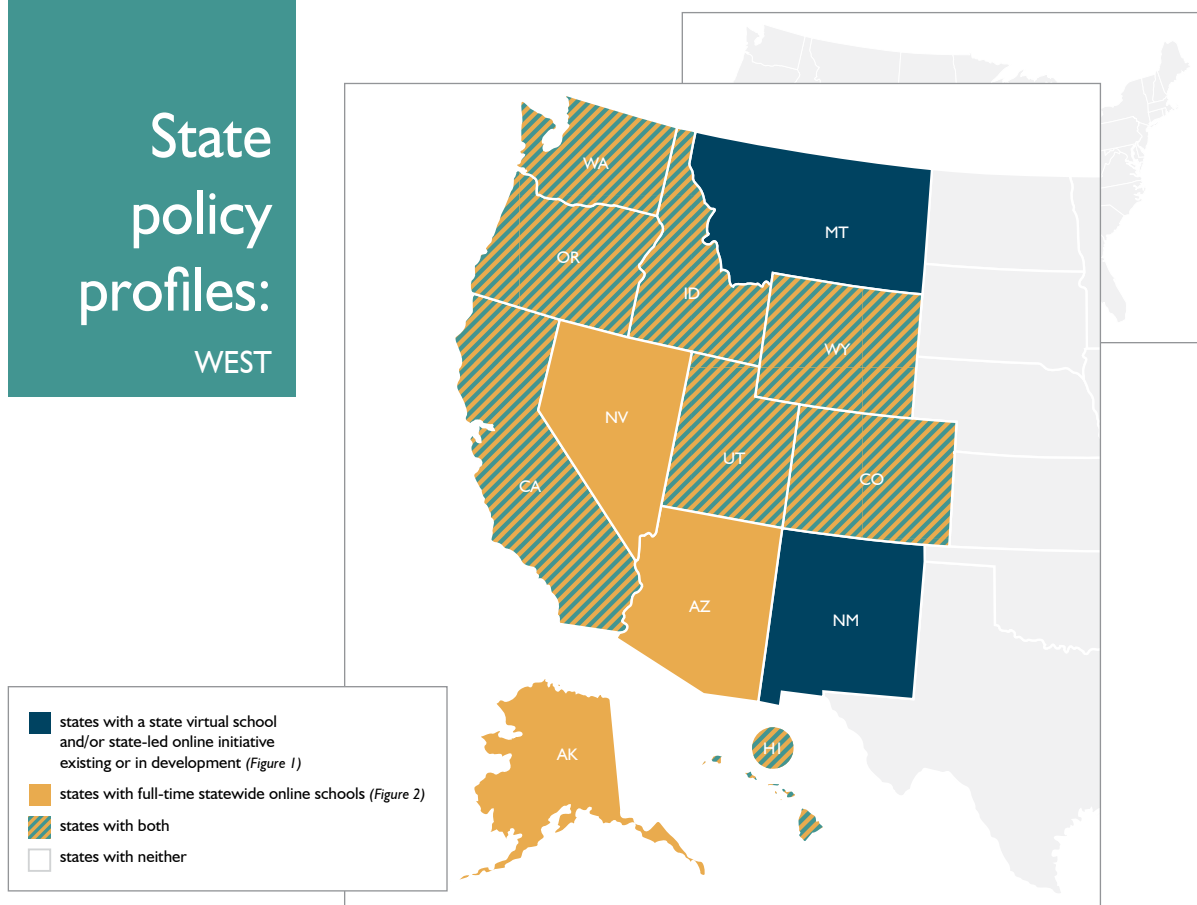 State
policy
profiles:
WEST
WA
MT
OR
ID
WY
NV
UT
CO
CA
AZ
NM
AK
HI
states with a state virtual school
and/or state-led online initiative
existing or in development (Figure 1)
states with full-time statewide online schools (Figure 2)
states with both
states with neither